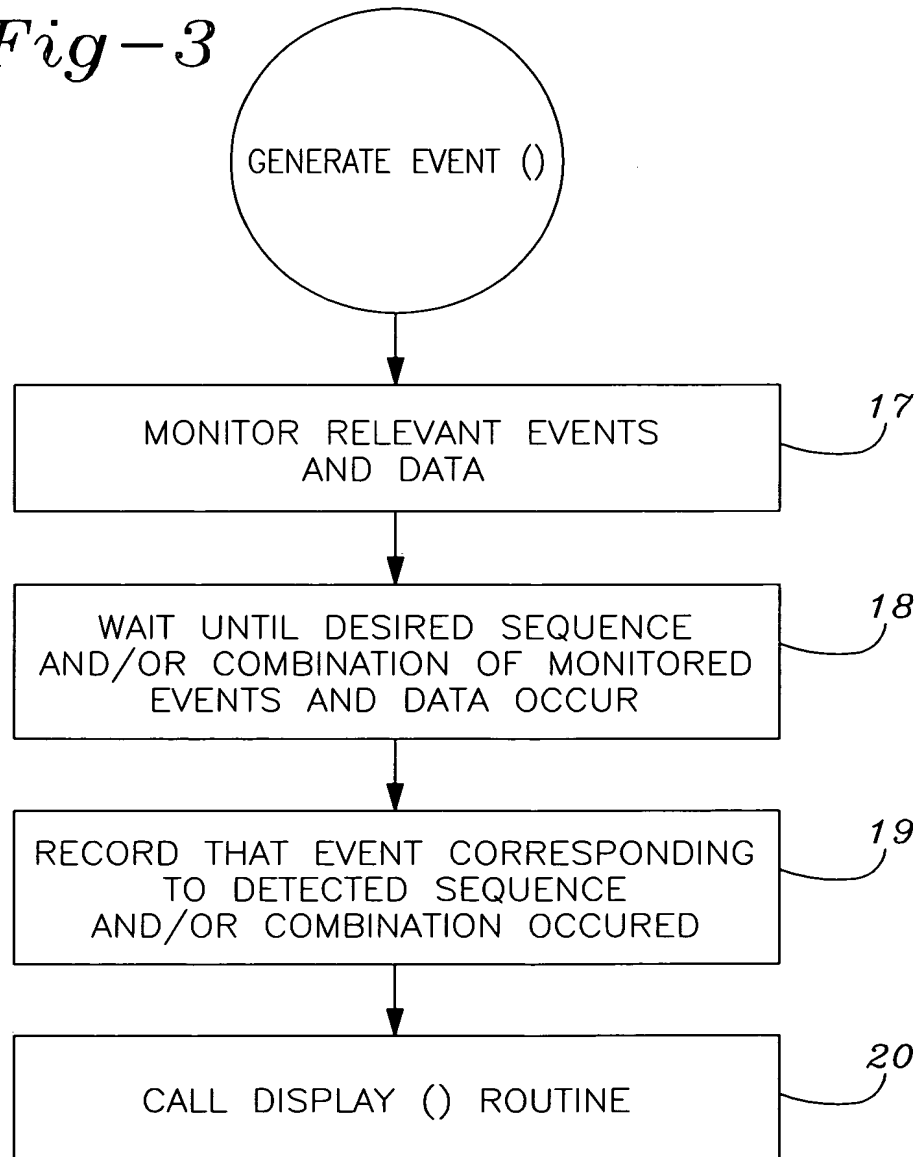 Fig-3
GENERATE EVENT ()
MONITOR RELEVANT EVENTS
AND DATA
17
WAIT UNTIL DESIRED SEQUENCE
AND/OR COMBINATION OF MONITORED
EVENTS AND DATA OCCUR
18
RECORD THAT EVENT CORRESPONDING
TO DETECTED SEQUENCE
AND/OR COMBINATION OCCURED
19
CALL DISPLAY () ROUTINE
20